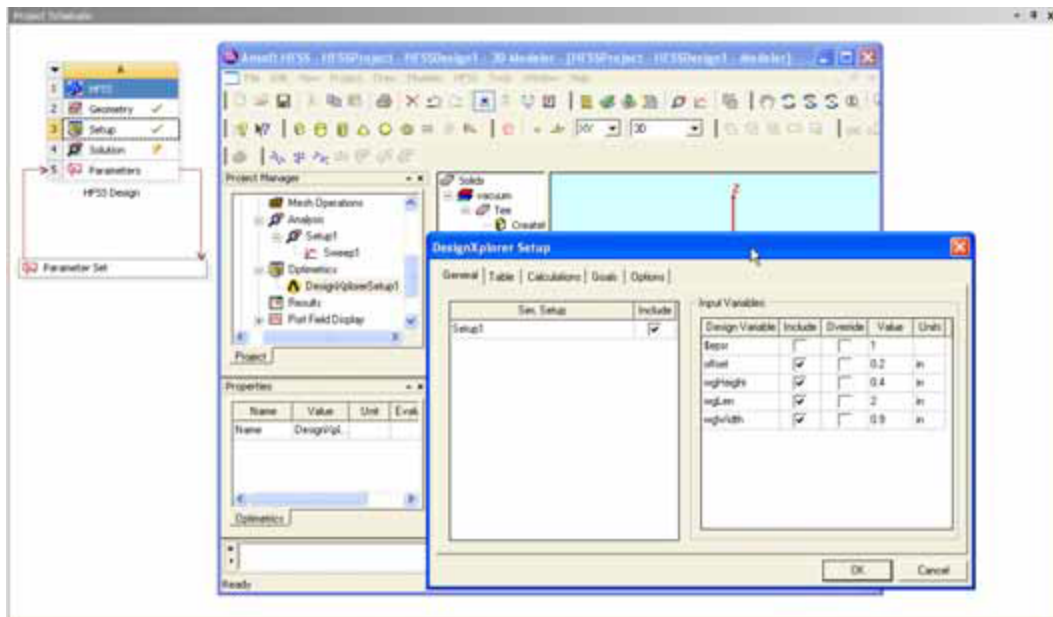 Project Schematic
A
1 HFSS
2 Geometry
3 Setup
4 Solution
5 Parameters
HFSS Design
Parameter Set
Ansoft HFSS - HFSSProject - HFSSDesign1 - 3D Modeler - [HFSSProject - HFSSDesign1 - Modeler]
File Edit View Project Draw Modeler HFSS Tools Window Help
XY 3D
Project Manager
Mesh Operations
Analysis
Setup1
Sweep1
Optimetrics
DesignXplorerSetup1
Results
Port Field Display
Project
Solids
vacuum
Tee
CreateB
Z
Properties
Name Value Unit Eval
Name DesignXpl...
Optimetrics
Ready
DesignXplorer Setup
General Table Calculations Goals Options
Sim. Setup Include
Setup1
Input Variables
Design Variable Include Override Value Units
$epsr 1
offset 0.2 in
wgHeight 0.4 in
wgLen 2 in
wgWidth 0.9 in
OK Cancel